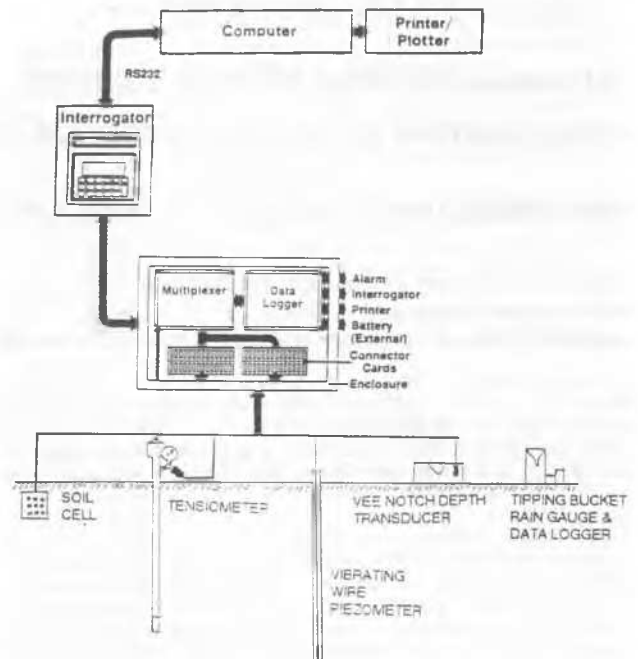 Computer
Printer/
Plotter
RS232
Interrogator
Multiplexer
Data
Logger
Alarm
Interrogator
Printer
Battery
(External)
Connector
Cards
Enclosure
SOIL
CELL
TENSIOMETER
VEE NOTCH DEPTH
TRANSDUCER
TIPPING BUCKET
RAIN GAUGE &
DATA LOGGER
VIBRATING
WIRE
PIEZOMETER